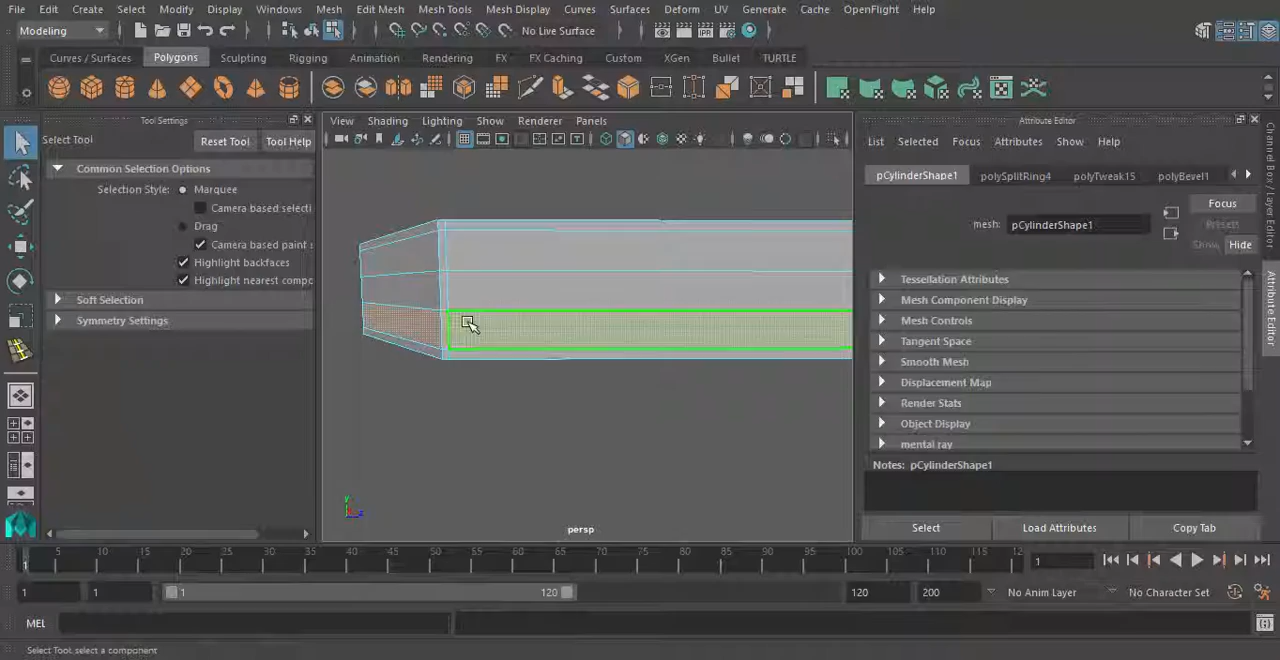 File Edit Create Select Modify Display Windows Mesh Edit Mesh Mesh Tools Mesh Display Curves Surfaces Deform UV Generate Cache OpenFlight Help
Modeling No Live Surface
Curves / Surfaces Polygons Sculpting Rigging Animation Rendering FX FX Caching Custom XGen Bullet TURTLE
Tool Settings
Select Tool Reset Tool Tool Help
Common Selection Options
Selection Style: Marquee
Camera based selecti
Drag
Camera based paint s
Highlight backfaces
Highlight nearest compo
Soft Selection
Symmetry Settings
View Shading Lighting Show Renderer Panels
persp
Attribute Editor
List Selected Focus Attributes Show Help
pCylinderShape1 polySplitRing4 polyTweak15 polyBevel1
mesh: pCylinderShape1
Focus
Presets
Show Hide
Tessellation Attributes
Mesh Component Display
Mesh Controls
Tangent Space
Smooth Mesh
Displacement Map
Render Stats
Object Display
mental ray
Notes: pCylinderShape1
Select Load Attributes Copy Tab
Channel Box / Layer Editor
Attribute Editor
5 10 15 20 25 30 35 40 45 50 55 60 65 70 75 80 85 90 95 100 105 110 115 12
1 1
1 1 1 120 120 200 No Anim Layer No Character Set
MEL
Select Tool: select a component